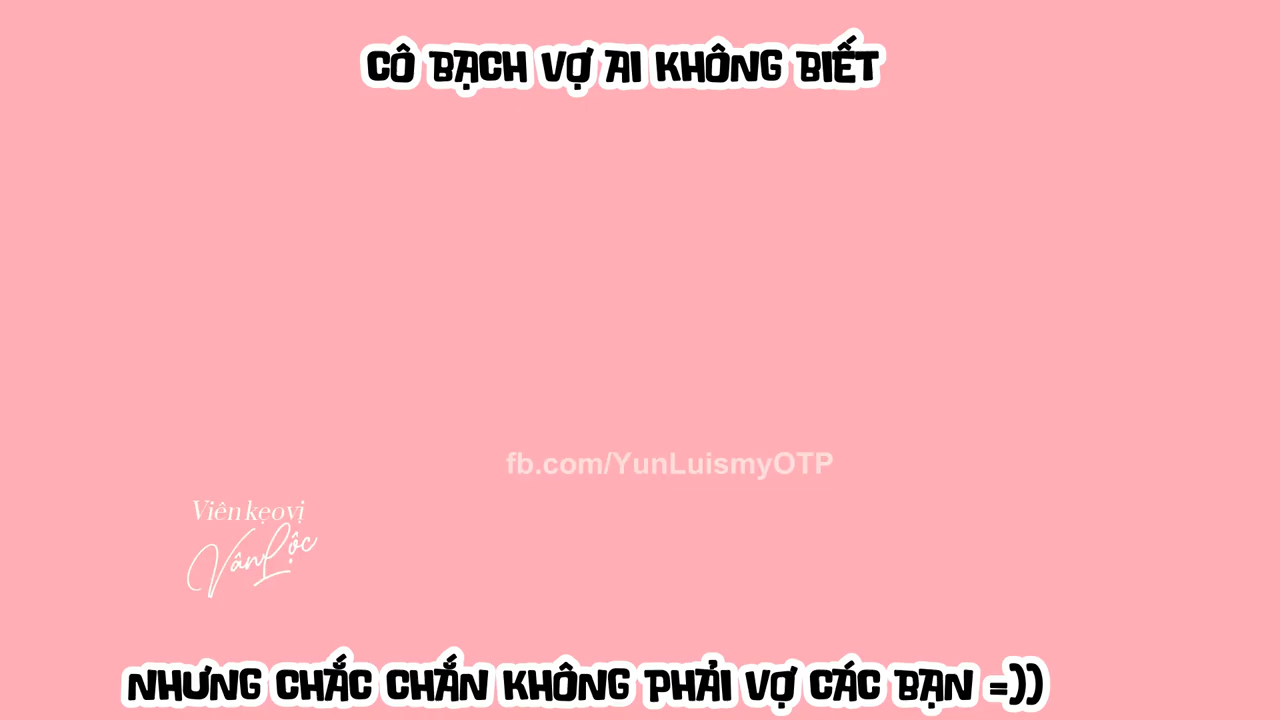 CÔ BẠCH VỢ AI KHÔNG BIẾT
fb.com/YunLuismyOTP
Viên kẹo vị
Vân Lộc
NHƯNG CHẮC CHẮN KHÔNG PHẢI VỢ CÁC BẠN =))